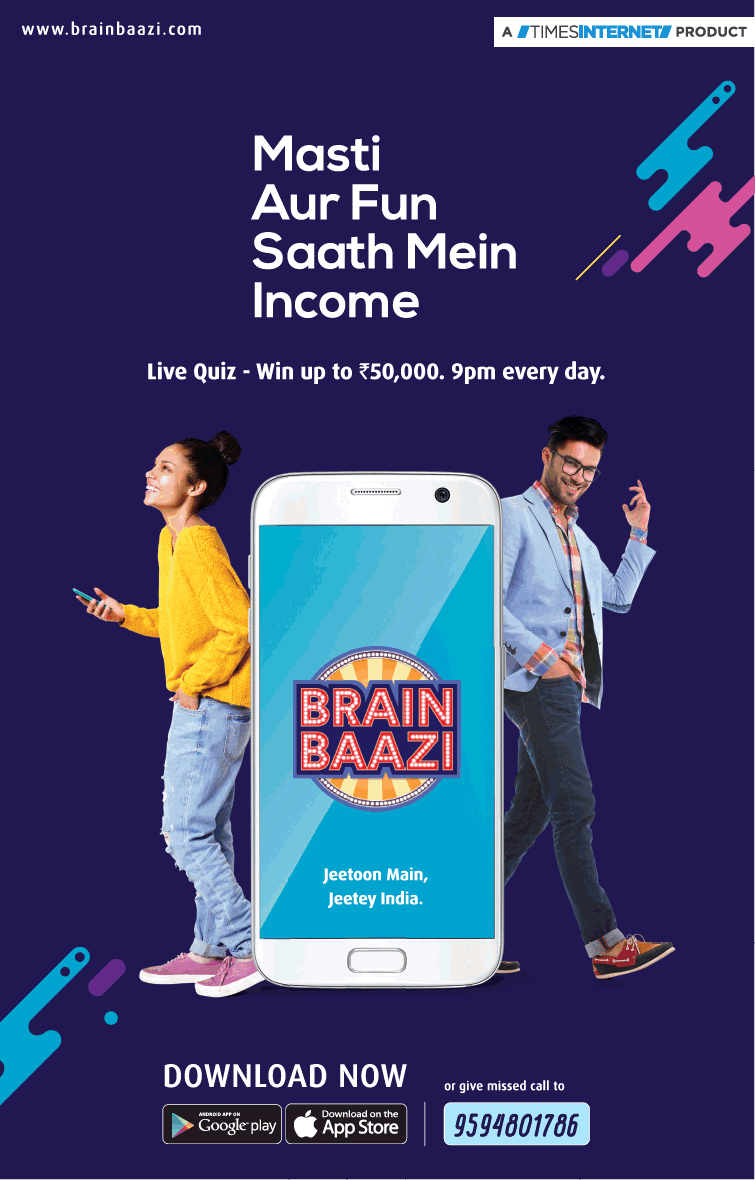 www.brainbaazi.com
A TIMESINTERNET PRODUCT
Masti
Aur Fun
Saath Mein
Income
Live Quiz - Win up to ₹50,000. 9pm every day.
BRAIN
BAAZI
Jeetoon Main,
Jeetey India.
DOWNLOAD NOW
or give missed call to
ANDROID APP ON
Google play
Download on the
App Store
9594801786